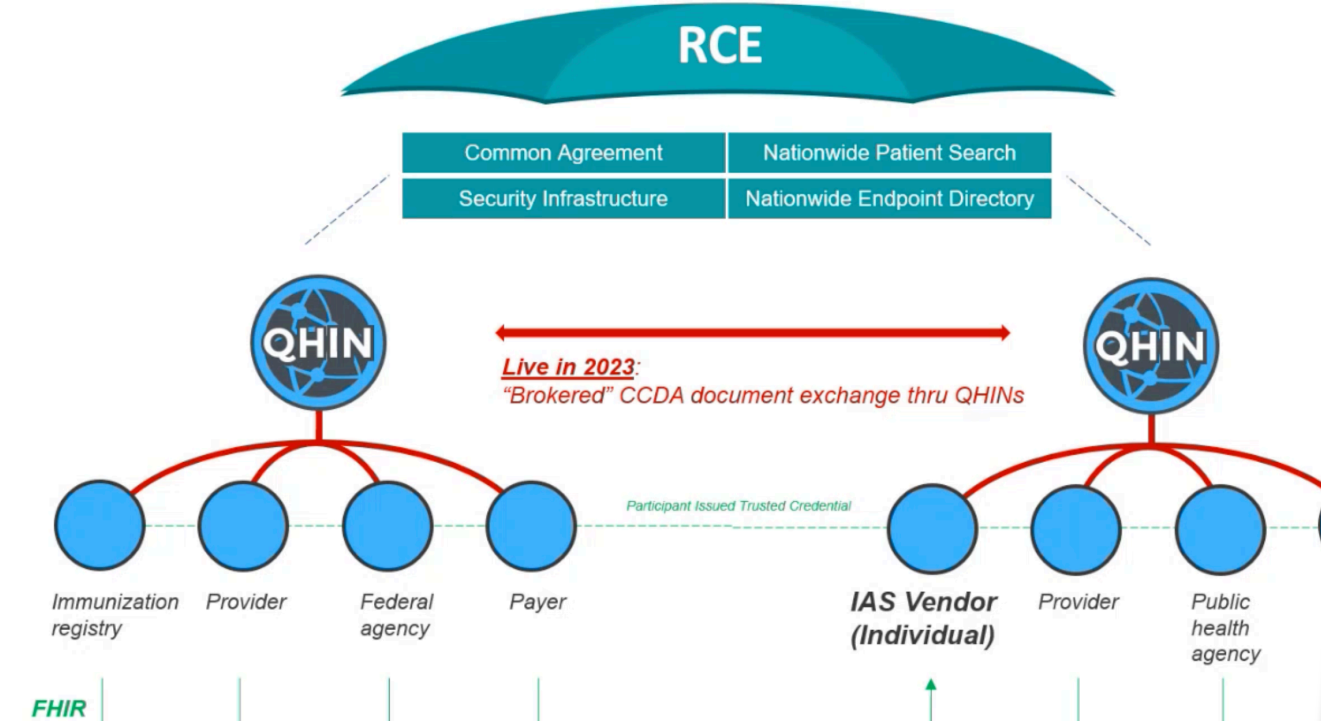 RCE
Common Agreement
Nationwide Patient Search
Security Infrastructure
Nationwide Endpoint Directory
QHIN
QHIN
Live in 2023:
“Brokered” CCDA document exchange thru QHINs
Participant Issued Trusted Credential
Immunization
registry
Provider
Federal
agency
Payer
IAS Vendor
(Individual)
Provider
Public
health
agency
FHIR